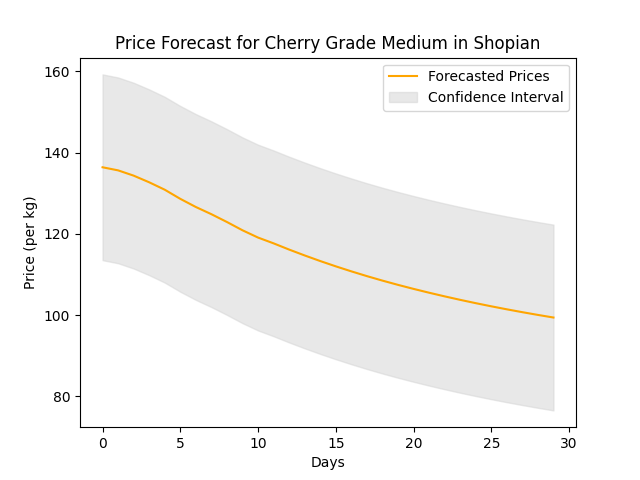 Price Forecast for Cherry Grade Medium in Shopian
Forecasted Prices
Confidence Interval
Price (per kg)
160
140
120
100
80
0 5 10 15 20 25 30
Days